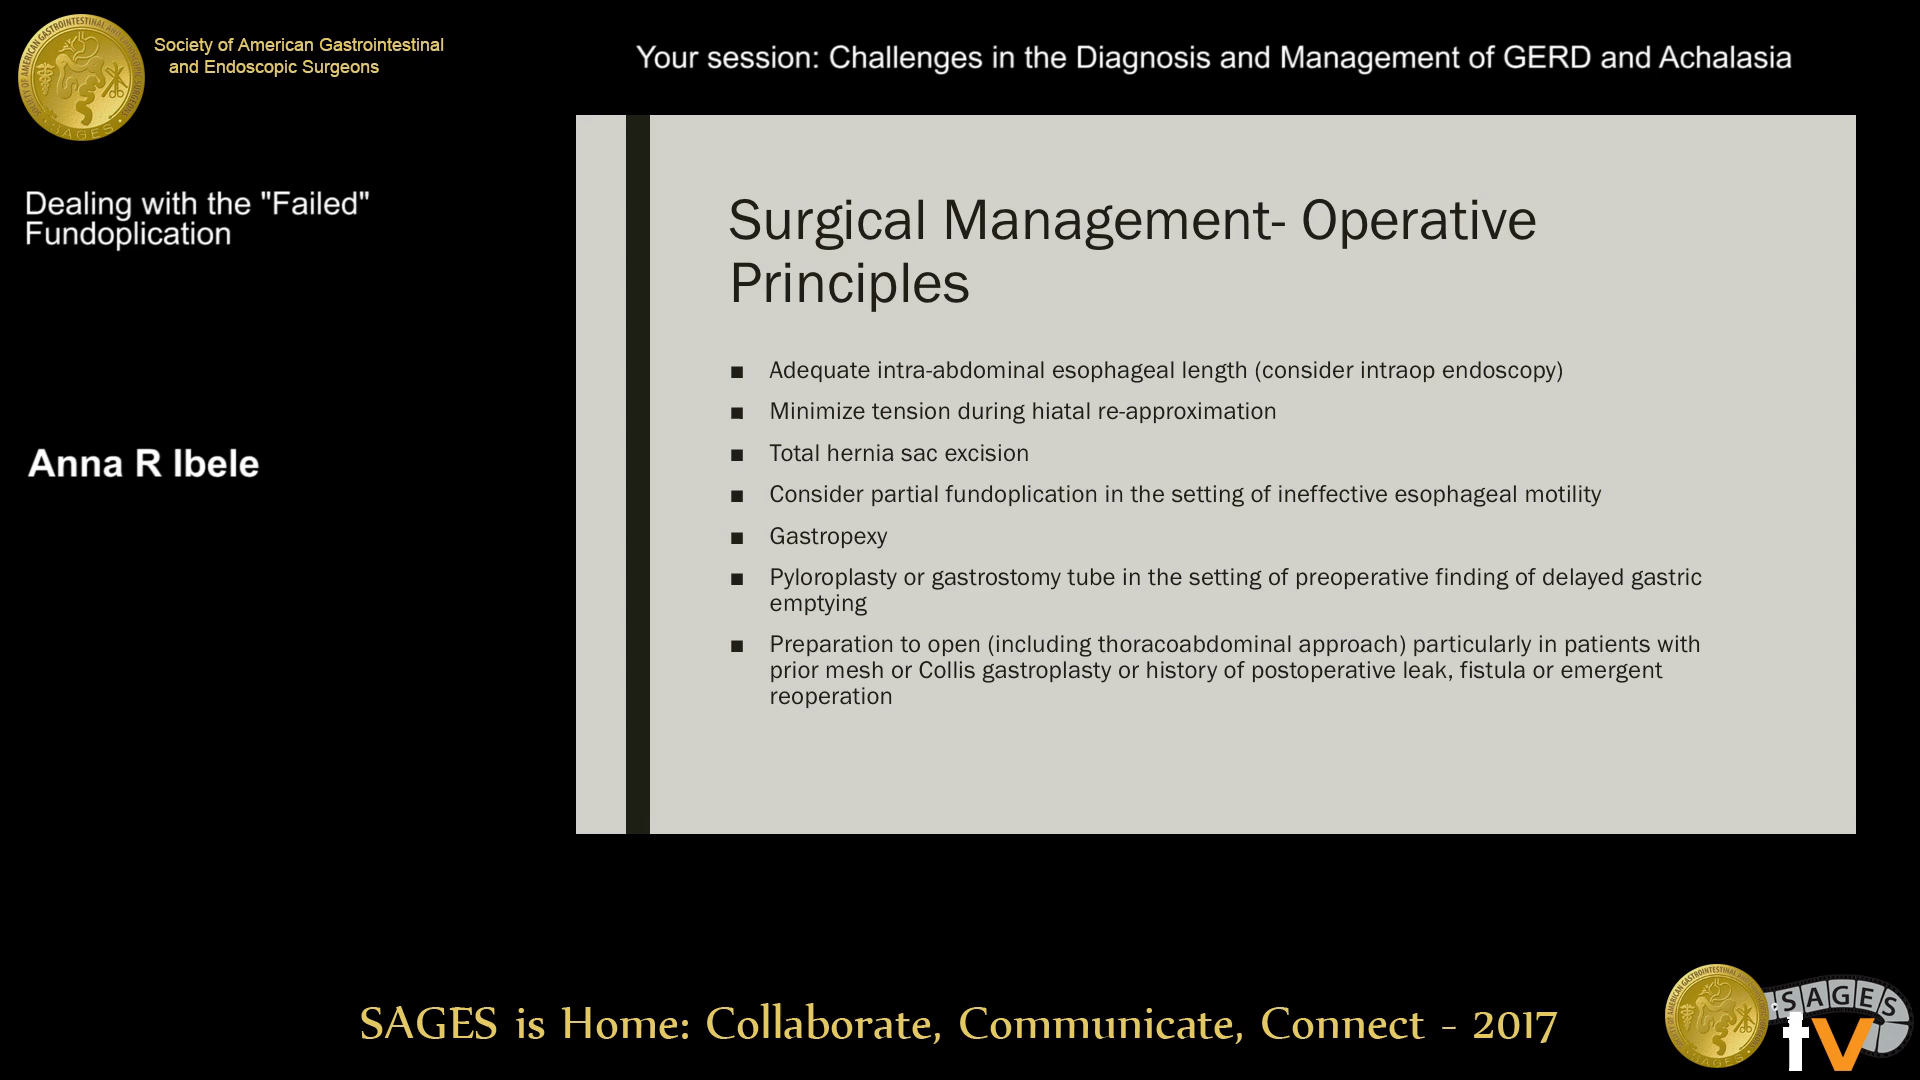 Society of American Gastrointestinal
and Endoscopic Surgeons
Your session: Challenges in the Diagnosis and Management of GERD and Achalasia
Dealing with the "Failed"
Fundoplication
Anna R Ibele
Surgical Management- Operative
Principles
■ Adequate intra-abdominal esophageal length (consider intraop endoscopy)
■ Minimize tension during hiatal re-approximation
■ Total hernia sac excision
■ Consider partial fundoplication in the setting of ineffective esophageal motility
■ Gastropexy
■ Pyloroplasty or gastrostomy tube in the setting of preoperative finding of delayed gastric
emptying
■ Preparation to open (including thoracoabdominal approach) particularly in patients with
prior mesh or Collis gastroplasty or history of postoperative leak, fistula or emergent
reoperation
SAGES is Home: Collaborate, Communicate, Connect - 2017
SAGES
tv